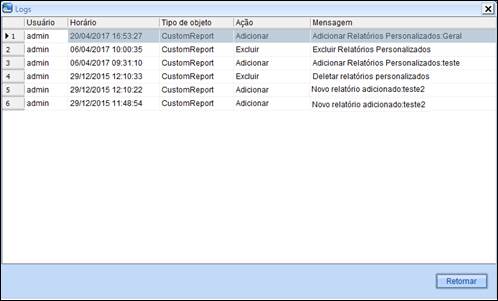 Logs
Usuário Horário Tipo de objeto Ação Mensagem
1 admin 20/04/2017 16:53:27 CustomReport Adicionar Adicionar Relatórios Personalizados:Geral
2 admin 06/04/2017 10:00:35 CustomReport Excluir Excluir Relatórios Personalizados
3 admin 06/04/2017 09:31:10 CustomReport Adicionar Adicionar Relatórios Personalizados:teste
4 admin 29/12/2015 12:10:33 CustomReport Excluir Deletar relatórios personalizados
5 admin 29/12/2015 12:10:22 CustomReport Adicionar Novo relatório adicionado:teste2
6 admin 29/12/2015 11:48:54 CustomReport Adicionar Novo relatório adicionado:teste2
Retornar